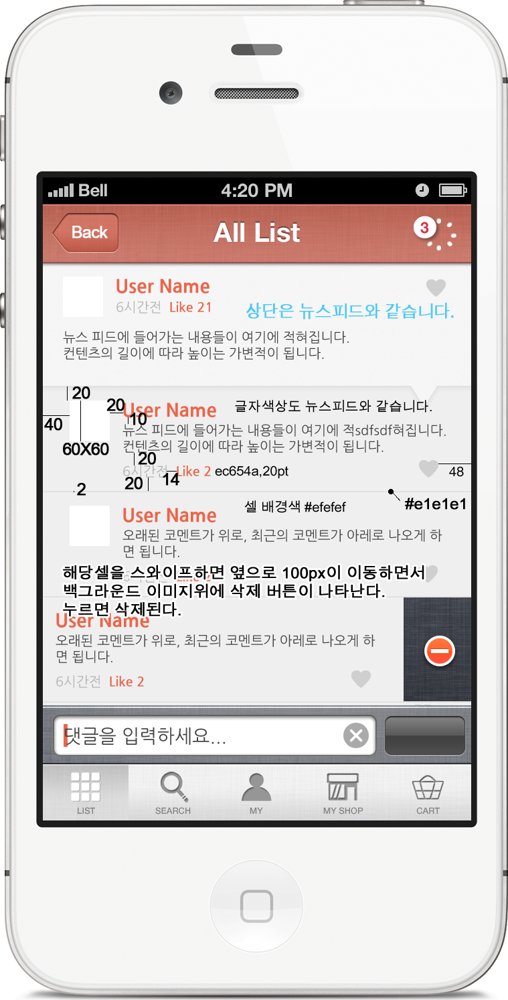 Bell 4:20 PM
Back All List 3
User Name
6시간전 Like 21
상단은 뉴스피드와 같습니다.
뉴스 피드에 들어가는 내용들이 여기에 적혀집니다.
컨텐츠의 길이에 따라 높이는 가변적이 됩니다.
20
20 User Name 글자색상도 뉴스피드와 같습니다.
40 10
뉴스 피드에 들어가는 내용들이 여기에 적sdfsdf혀집니다.
60X60 컨텐츠의 길이에 따라 높이는 가변적이 됩니다.
20
6시간전 Like 2 ec654a,20pt 48
20 14
2
#e1e1e1
셀 배경색 #efefef
User Name
오래된 코멘트가 위로, 최근의 코멘트가 아레로 나오게 하
면 됩니다.
해당셀을 스와이프하면 옆으로 100px이 이동하면서
백그라운드 이미지위에 삭제 버튼이 나타난다.
누르면 삭제된다.
User Name
오래된 코멘트가 위로, 최근의 코멘트가 아레로 나오게 하
면 됩니다.
6시간전 Like 2
댓글을 입력하세요...
LIST SEARCH MY MY SHOP CART